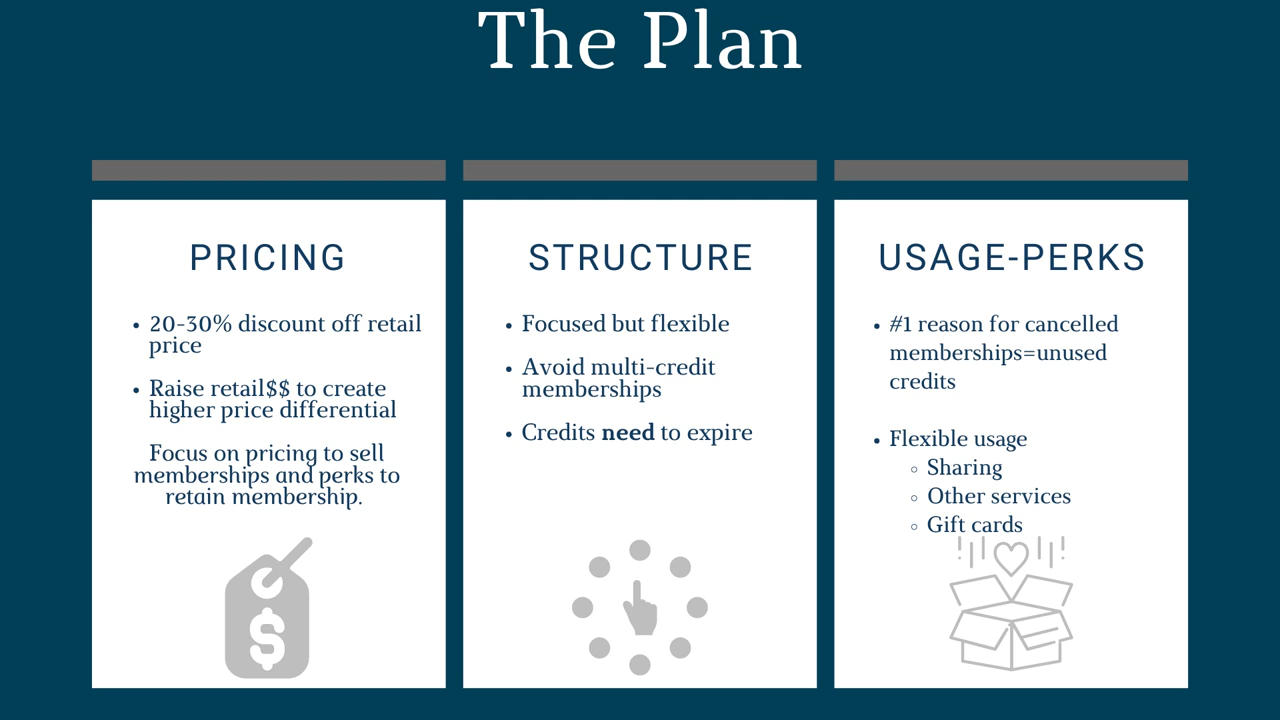 The Plan
PRICING
• 20-30% discount off retail
price
• Raise retail$$ to create
higher price differential
Focus on pricing to sell
memberships and perks to
retain membership.
$
STRUCTURE
• Focused but flexible
• Avoid multi-credit
memberships
• Credits need to expire
USAGE-PERKS
• #1 reason for cancelled
memberships=unused
credits
• Flexible usage
◦ Sharing
◦ Other services
◦ Gift cards